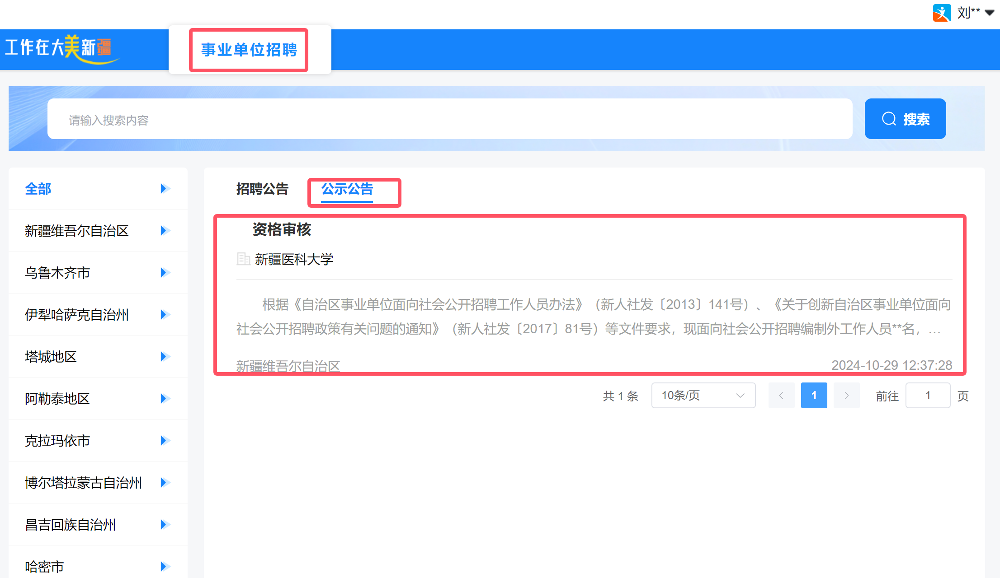 刘**
工作在大美新疆
事业单位招聘
请输入搜索内容
搜索
全部
新疆维吾尔自治区
乌鲁木齐市
伊犁哈萨克自治州
塔城地区
阿勒泰地区
克拉玛依市
博尔塔拉蒙古自治州
昌吉回族自治州
哈密市
招聘公告
公示公告
资格审核
新疆医科大学
根据《自治区事业单位面向社会公开招聘工作人员办法》（新人社发〔2013〕141号）、《关于创新自治区事业单位面向
社会公开招聘政策有关问题的通知》（新人社发〔2017〕81号）等文件要求，现面向社会公开招聘编制外工作人员**名，…
新疆维吾尔自治区
2024-10-29 12:37:28
共 1 条
10条/页
1
前往
1
页